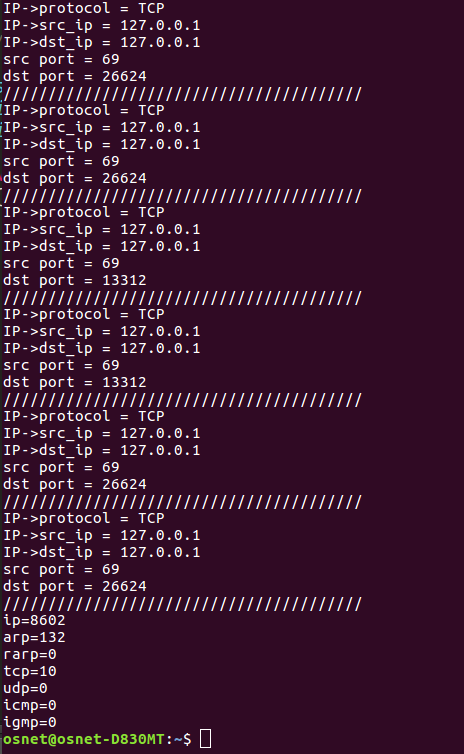 IP->protocol = TCP
IP->src_ip = 127.0.0.1
IP->dst_ip = 127.0.0.1
src port = 69
dst port = 26624
////////////////////////////////////////
IP->protocol = TCP
IP->src_ip = 127.0.0.1
IP->dst_ip = 127.0.0.1
src port = 69
dst port = 26624
////////////////////////////////////////
IP->protocol = TCP
IP->src_ip = 127.0.0.1
IP->dst_ip = 127.0.0.1
src port = 69
dst port = 13312
////////////////////////////////////////
IP->protocol = TCP
IP->src_ip = 127.0.0.1
IP->dst_ip = 127.0.0.1
src port = 69
dst port = 13312
////////////////////////////////////////
IP->protocol = TCP
IP->src_ip = 127.0.0.1
IP->dst_ip = 127.0.0.1
src port = 69
dst port = 26624
////////////////////////////////////////
IP->protocol = TCP
IP->src_ip = 127.0.0.1
IP->dst_ip = 127.0.0.1
src port = 69
dst port = 26624
////////////////////////////////////////
ip=8602
arp=132
rarp=0
tcp=10
udp=0
icmp=0
igmp=0
osnet@osnet-D830MT:~$